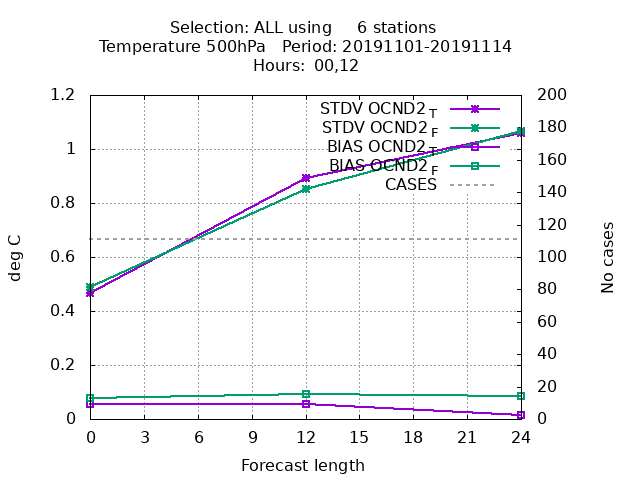 Selection: ALL using 6 stations
Temperature 500hPa Period: 20191101-20191114
Hours: 00,12
STDV OCND2 T
STDV OCND2 F
BIAS OCND2 T
BIAS OCND2 F
CASES
1.2
1
0.8
0.6
0.4
0.2
0
deg C
200
180
160
140
120
100
80
60
40
20
0
No cases
0 3 6 9 12 15 18 21 24
Forecast length